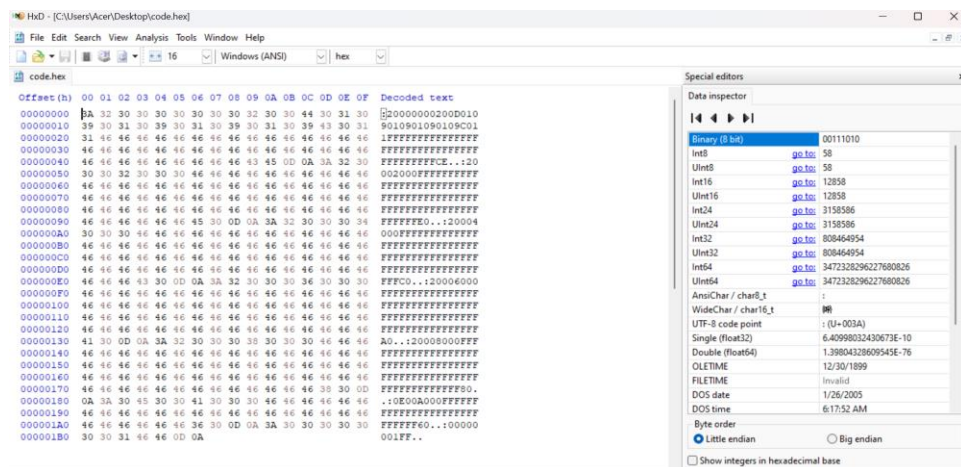 HxD - [C:\Users\Acer\Desktop\code.hex]
File Edit Search View Analysis Tools Window Help
16 Windows (ANSI) hex
code.hex
Offset(h) 00 01 02 03 04 05 06 07 08 09 0A 0B 0C 0D 0E 0F Decoded text
00000000 3A 32 30 30 30 30 30 30 30 32 30 30 44 30 31 30 :20000000200D010
00000010 39 30 31 30 39 30 31 30 39 30 31 30 39 43 30 31 9010901090109C01
00000020 31 46 46 46 46 46 46 46 46 46 46 46 46 46 46 46 1FFFFFFFFFFFFFFF
00000030 46 46 46 46 46 46 46 46 46 46 46 46 46 46 46 46 FFFFFFFFFFFFFFFF
00000040 46 46 46 46 46 46 46 46 46 43 45 0D 0A 3A 32 30 FFFFFFFFFCE..:20
00000050 30 30 32 30 30 30 46 46 46 46 46 46 46 46 46 46 002000FFFFFFFFFF
00000060 46 46 46 46 46 46 46 46 46 46 46 46 46 46 46 46 FFFFFFFFFFFFFFFF
00000070 46 46 46 46 46 46 46 46 46 46 46 46 46 46 46 46 FFFFFFFFFFFFFFFF
00000080 46 46 46 46 46 46 46 46 46 46 46 46 46 46 46 46 FFFFFFFFFFFFFFFF
00000090 46 46 46 46 46 46 45 30 0D 0A 3A 32 30 30 30 34 FFFFFFE0..:20004
000000A0 30 30 30 46 46 46 46 46 46 46 46 46 46 46 46 46 000FFFFFFFFFFFFF
000000B0 46 46 46 46 46 46 46 46 46 46 46 46 46 46 46 46 FFFFFFFFFFFFFFFF
000000C0 46 46 46 46 46 46 46 46 46 46 46 46 46 46 46 46 FFFFFFFFFFFFFFFF
000000D0 46 46 46 46 46 46 46 46 46 46 46 46 46 46 46 46 FFFFFFFFFFFFFFFF
000000E0 46 46 46 43 30 0D 0A 3A 32 30 30 30 36 30 30 30 FFFC0..:20006000
000000F0 46 46 46 46 46 46 46 46 46 46 46 46 46 46 46 46 FFFFFFFFFFFFFFFF
00000100 46 46 46 46 46 46 46 46 46 46 46 46 46 46 46 46 FFFFFFFFFFFFFFFF
00000110 46 46 46 46 46 46 46 46 46 46 46 46 46 46 46 46 FFFFFFFFFFFFFFFF
00000120 46 46 46 46 46 46 46 46 46 46 46 46 46 46 46 46 FFFFFFFFFFFFFFFF
00000130 41 30 0D 0A 3A 32 30 30 30 38 30 30 30 46 46 46 A0..:20008000FFF
00000140 46 46 46 46 46 46 46 46 46 46 46 46 46 46 46 46 FFFFFFFFFFFFFFFF
00000150 46 46 46 46 46 46 46 46 46 46 46 46 46 46 46 46 FFFFFFFFFFFFFFFF
00000160 46 46 46 46 46 46 46 46 46 46 46 46 46 46 46 46 FFFFFFFFFFFFFFFF
00000170 46 46 46 46 46 46 46 46 46 46 46 46 46 38 30 0D FFFFFFFFFFFFF80.
00000180 0A 3A 30 45 30 30 41 30 30 30 46 46 46 46 46 46 .:0E00A000FFFFFF
00000190 46 46 46 46 46 46 46 46 46 46 46 46 46 46 46 46 FFFFFFFFFFFFFFFF
000001A0 46 46 46 46 46 46 36 30 0D 0A 3A 30 30 30 30 30 FFFFFF60..:00000
000001B0 30 30 31 46 46 0D 0A 001FF..
Special editors
Data inspector
Binary (8 bit) 00111010
Int8 go to: 58
UInt8 go to: 58
Int16 go to: 12858
UInt16 go to: 12858
Int24 go to: 3158586
UInt24 go to: 3158586
Int32 go to: 808464954
UInt32 go to: 808464954
Int64 go to: 3472328296227680826
UInt64 go to: 3472328296227680826
AnsiChar / char8_t :
WideChar / char16_t
UTF-8 code point : (U+003A)
Single (float32) 6.40998032430673E-10
Double (float64) 1.39804328609545E-76
OLETIME 12/30/1899
FILETIME Invalid
DOS date 1/26/2005
DOS time 6:17:52 AM
Byte order
Little endian Big endian
Show integers in hexadecimal base